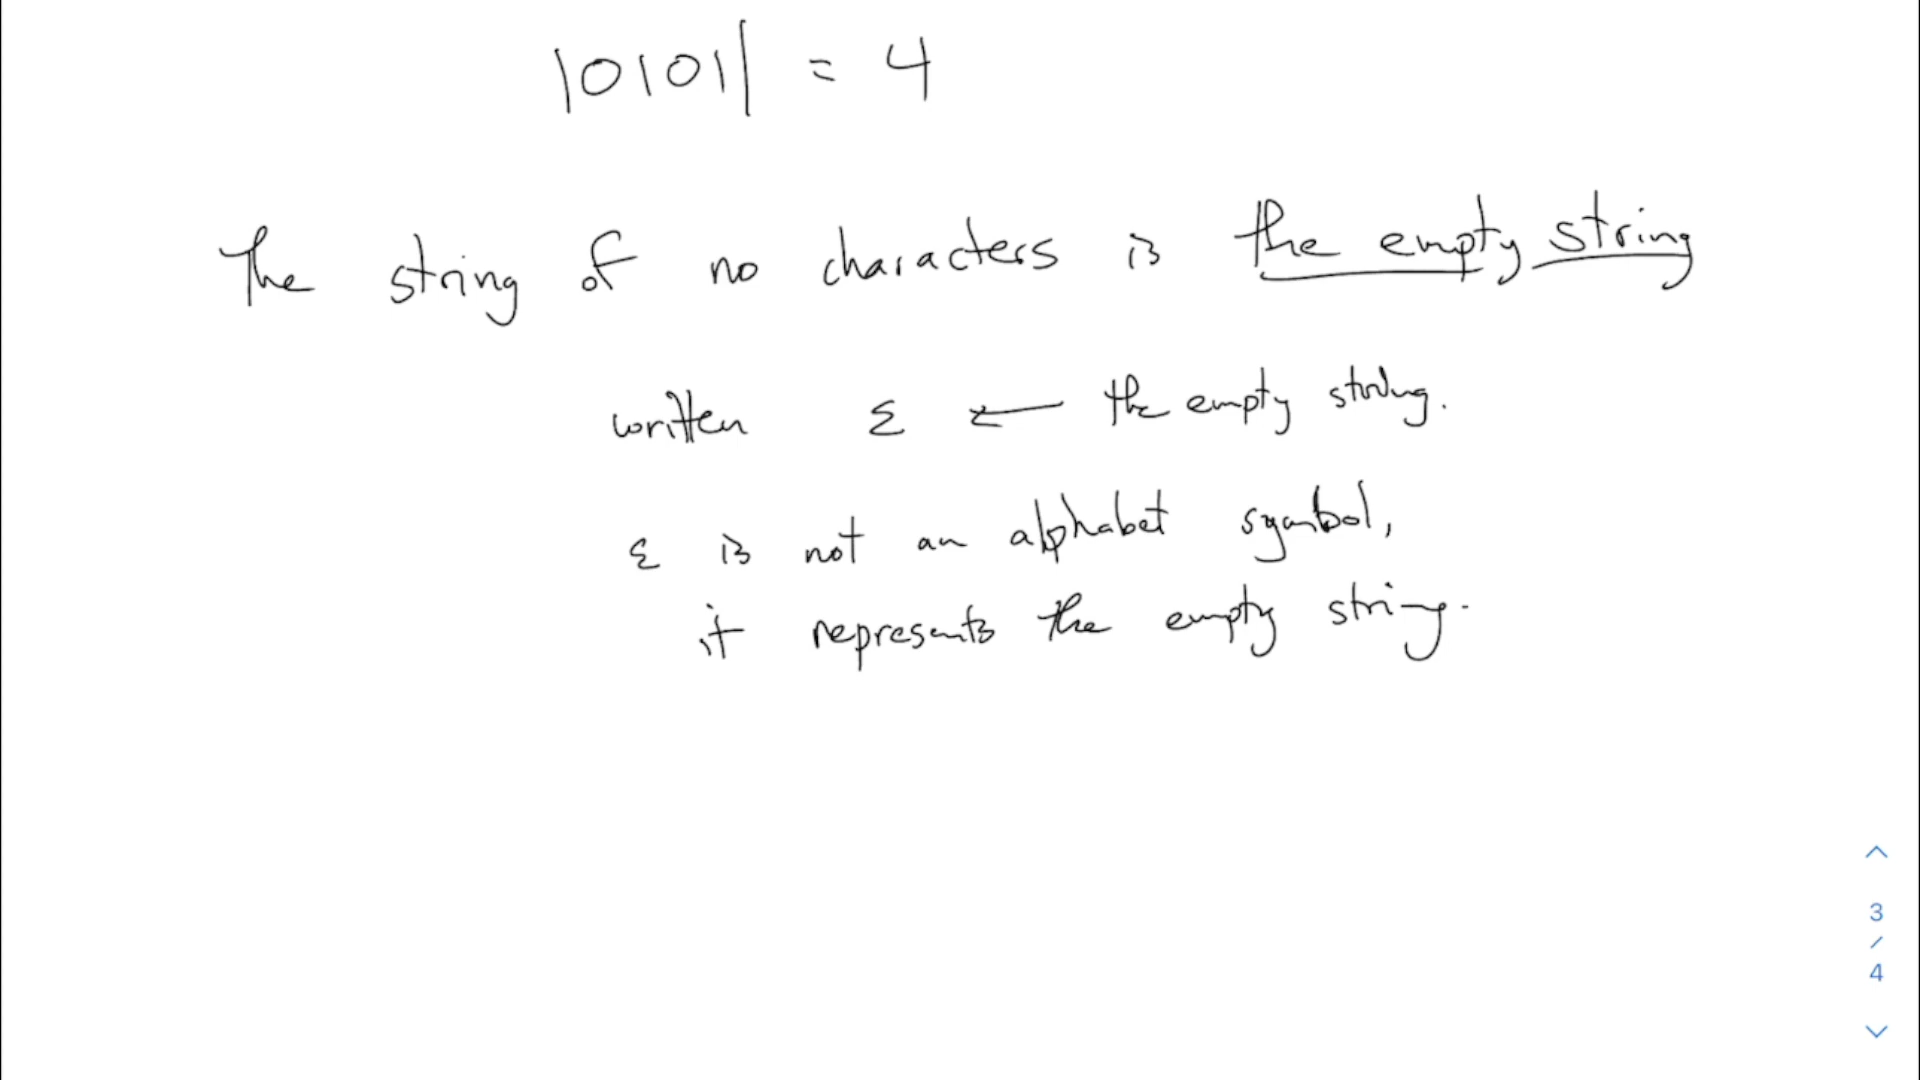 |0101| = 4
The string of no characters is the empty string
written ε ← the empty string.
ε is not an alphabet symbol,
it represents the empty string.
3
/
4